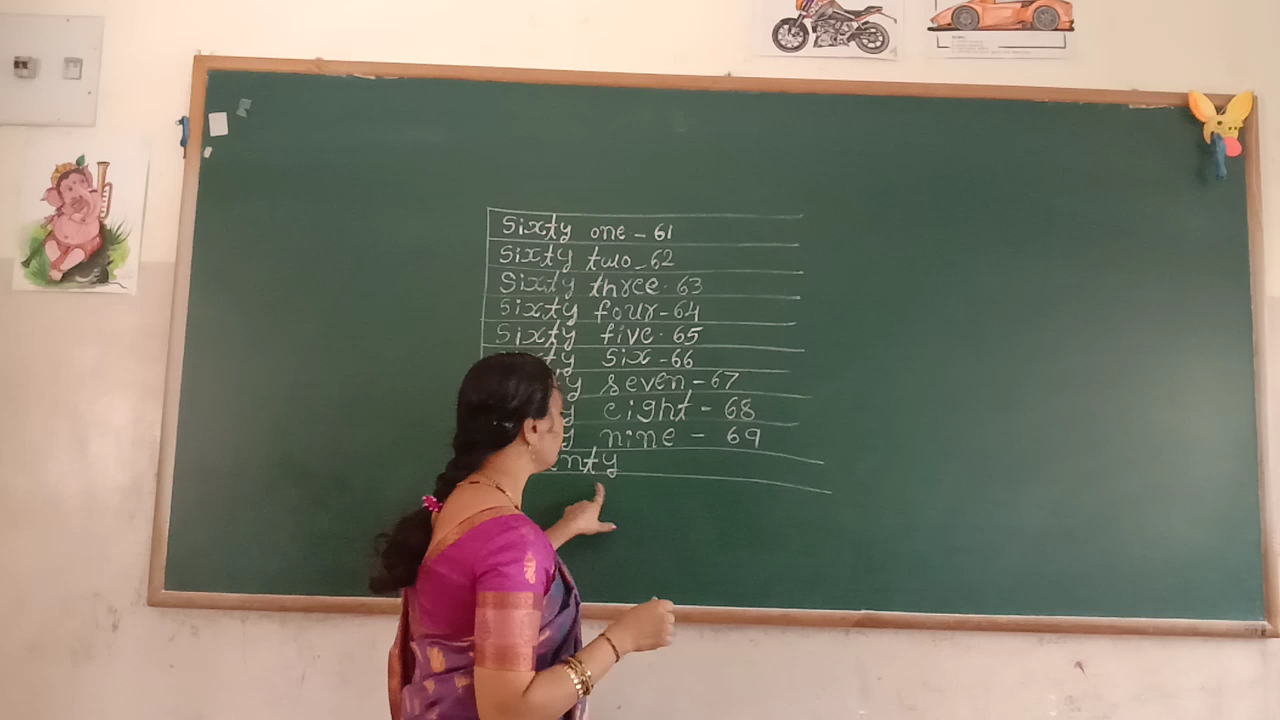 Sixty one - 61
Sixty two - 62
Sixty three - 63
Sixty four - 64
Sixty five - 65
six - 66
seven - 67
eight - 68
nine - 69